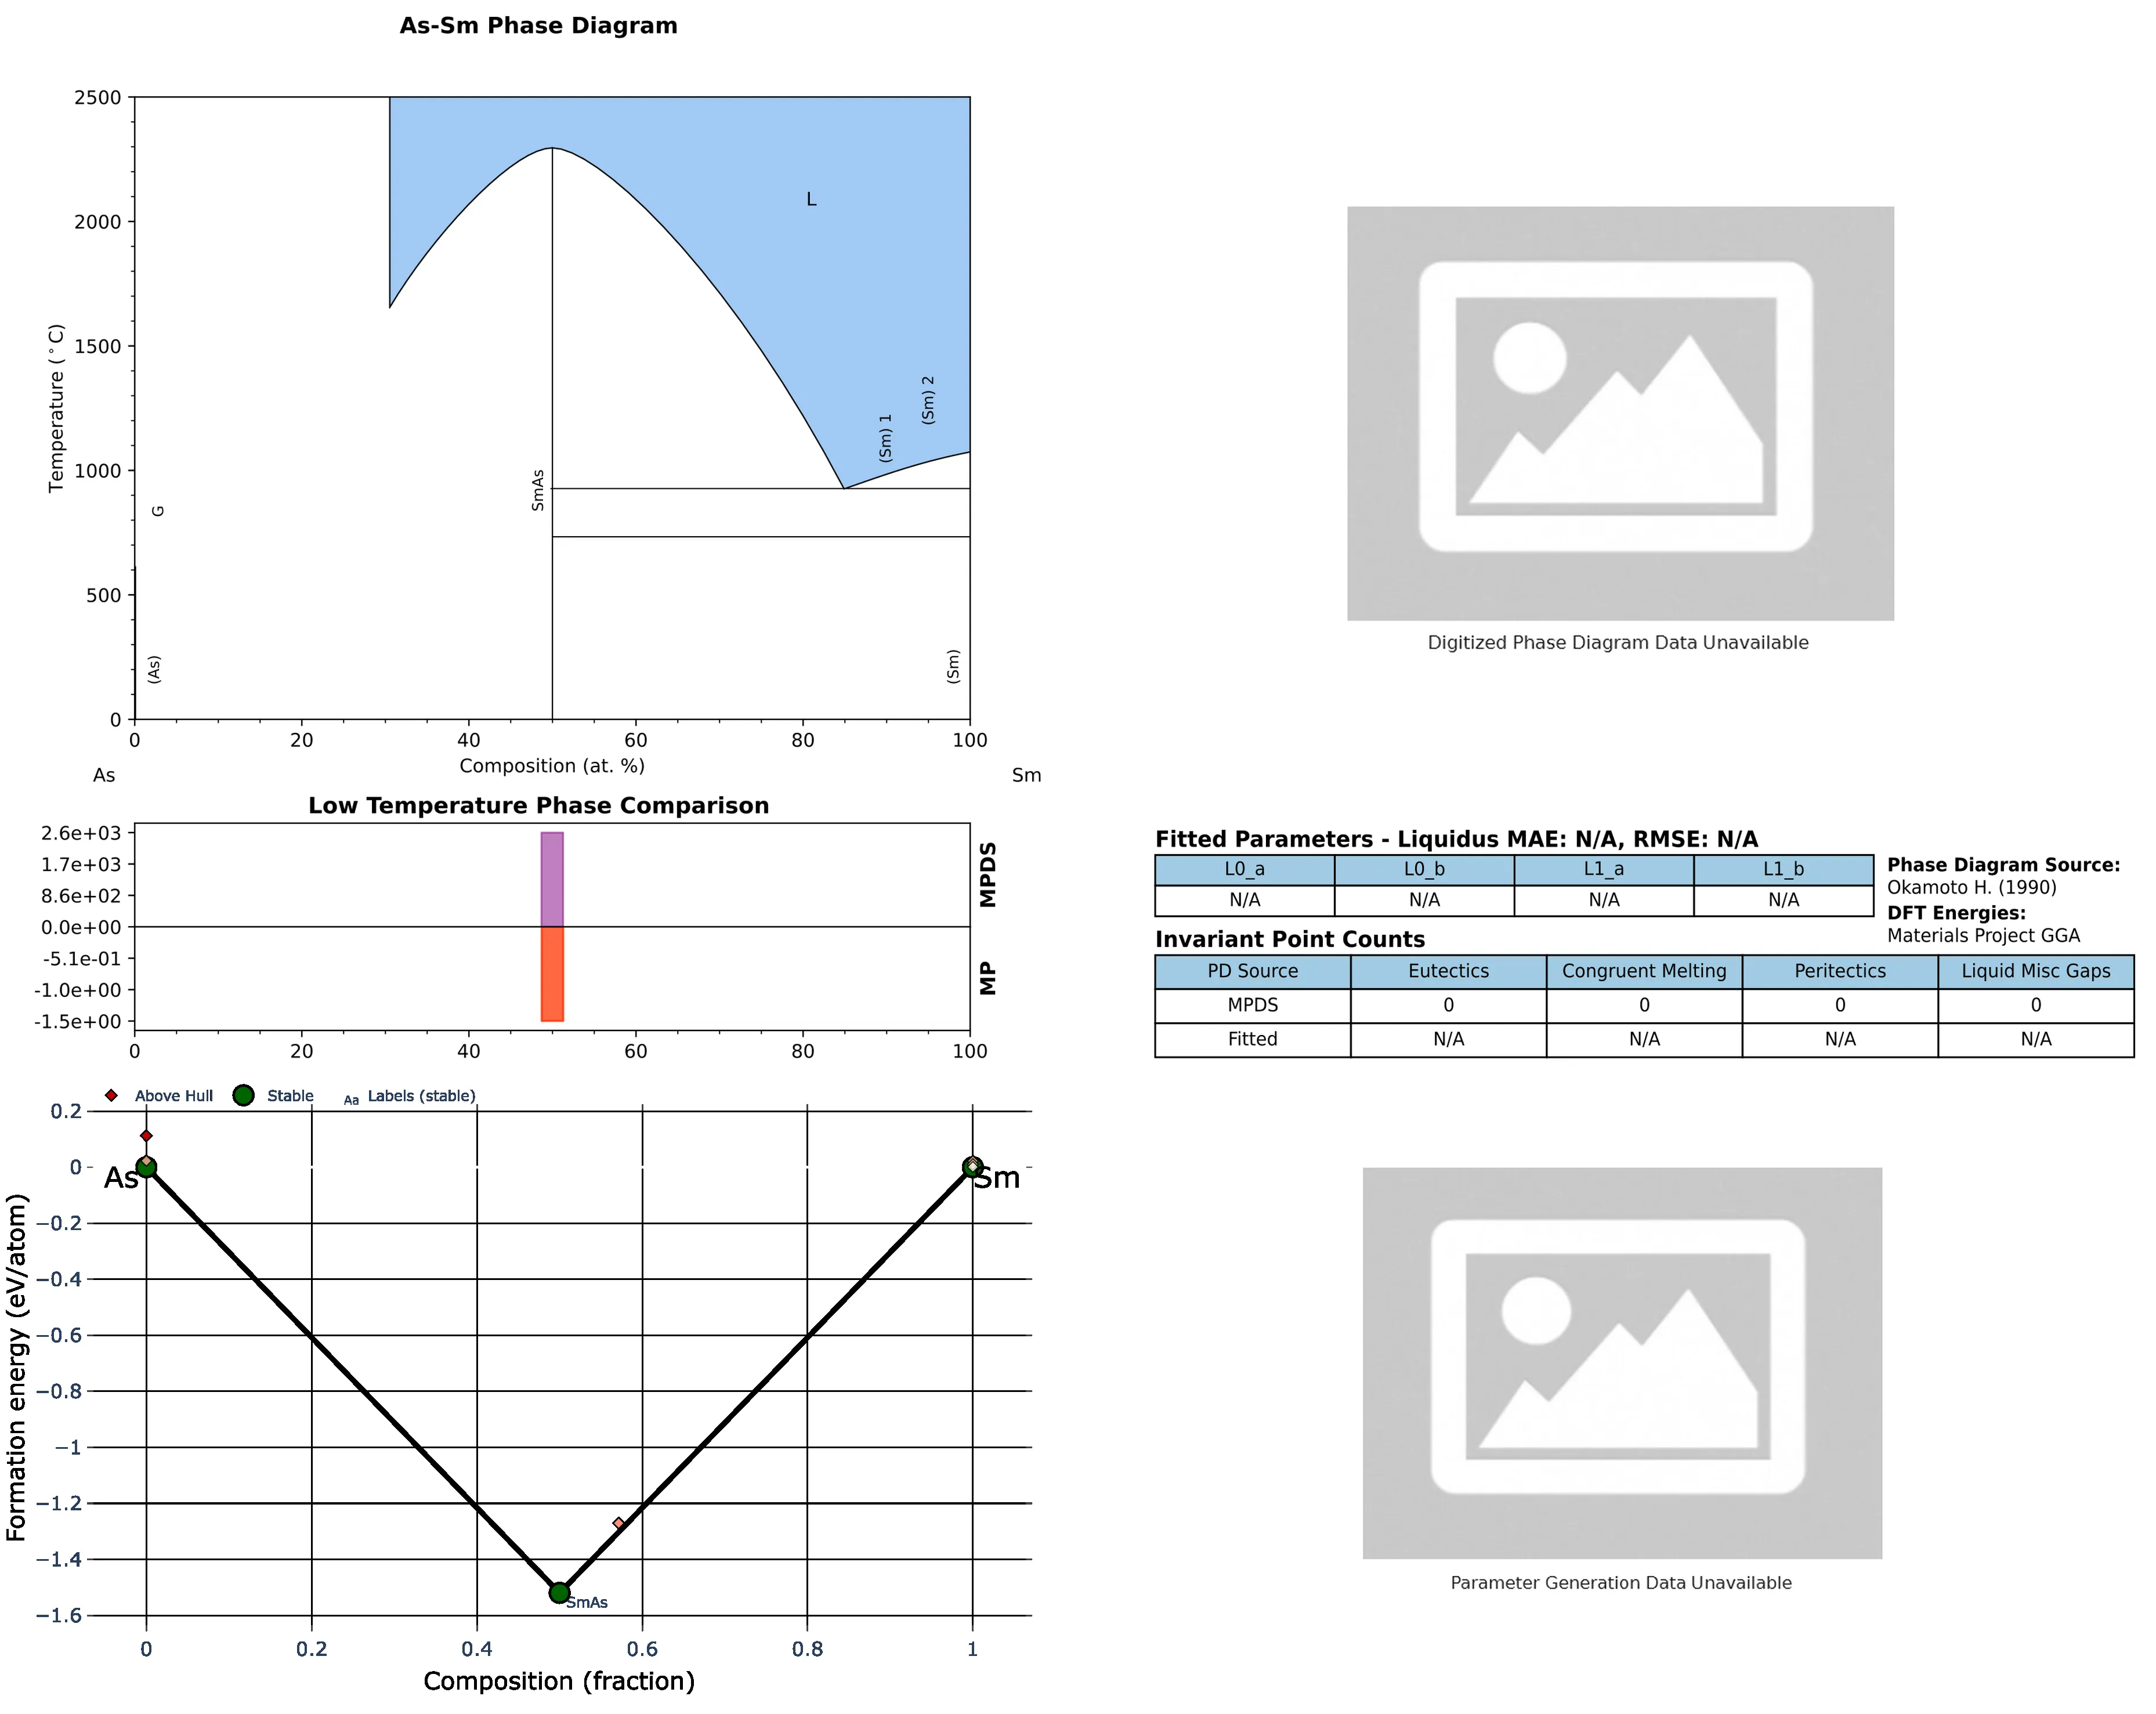 As-Sm Phase Diagram
2500
2000
1500
1000
500
0
Temperature (°C)
L
(Sm) 2
(Sm) 1
SmAs
G
(As)
(Sm)
0 20 40 60 80 100
Composition (at. %)
As Sm
Digitized Phase Diagram Data Unavailable
Low Temperature Phase Comparison
2.6e+03
1.7e+03
8.6e+02
0.0e+00
-5.1e-01
-1.0e+00
-1.5e+00
MPDS
MP
0 20 40 60 80 100
Fitted Parameters - Liquidus MAE: N/A, RMSE: N/A
L0_a L0_b L1_a L1_b
N/A N/A N/A N/A
Phase Diagram Source:
Okamoto H. (1990)
DFT Energies:
Materials Project GGA
Invariant Point Counts
PD Source Eutectics Congruent Melting Peritectics Liquid Misc Gaps
MPDS 0 0 0 0
Fitted N/A N/A N/A N/A
Above Hull Stable Aa Labels (stable)
0.2
0
−0.2
−0.4
−0.6
−0.8
−1
−1.2
−1.4
−1.6
Formation energy (eV/atom)
As
Sm
SmAs
0 0.2 0.4 0.6 0.8 1
Composition (fraction)
Parameter Generation Data Unavailable